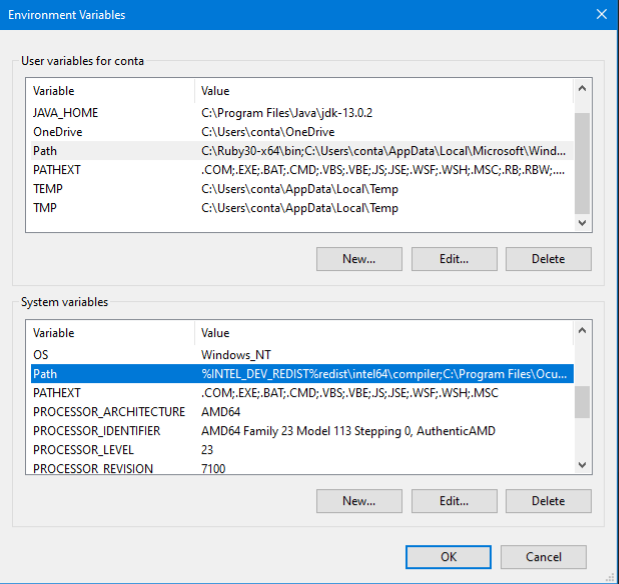 Environment Variables
User variables for conta
Variable Value
JAVA_HOME C:\Program Files\Java\jdk-13.0.2
OneDrive C:\Users\conta\OneDrive
Path C:\Ruby30-x64\bin;C:\Users\conta\AppData\Local\Microsoft\Wind...
PATHEXT .COM;.EXE;.BAT;.CMD;.VBS;.VBE;.JS;.JSE;.WSF;.WSH;.MSC;.RB;.RBW;....
TEMP C:\Users\conta\AppData\Local\Temp
TMP C:\Users\conta\AppData\Local\Temp
New... Edit... Delete
System variables
Variable Value
OS Windows_NT
Path %INTEL_DEV_REDIST%redist\intel64\compiler;C:\Program Files\Ocu...
PATHEXT .COM;.EXE;.BAT;.CMD;.VBS;.VBE;.JS;.JSE;.WSF;.WSH;.MSC
PROCESSOR_ARCHITECTURE AMD64
PROCESSOR_IDENTIFIER AMD64 Family 23 Model 113 Stepping 0, AuthenticAMD
PROCESSOR_LEVEL 23
PROCESSOR_REVISION 7100
New... Edit... Delete
OK Cancel